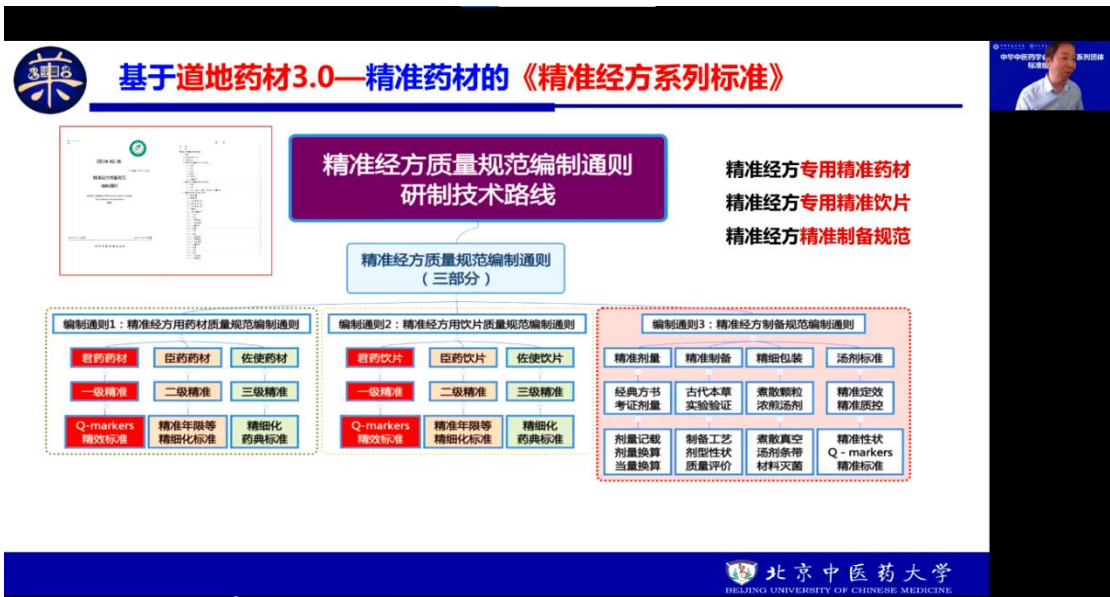 基于道地药材3.0—精准药材的《精准经方系列标准》
精准经方质量规范编制通则
研制技术路线
精准经方专用精准药材
精准经方专用精准饮片
精准经方精准制备规范
精准经方质量规范编制通则
（三部分）
编制通则1：精准经方用药材质量规范编制通则
君药药材
臣药药材
佐使药材
一级精准
二级精准
三级精准
Q-markers
精效标准
精准年限等
精细化标准
精细化
药典标准
编制通则2：精准经方用饮片质量规范编制通则
君药饮片
臣药饮片
佐使饮片
一级精准
二级精准
三级精准
Q-markers
精效标准
精准年限等
精细化标准
精细化
药典标准
编制通则3：精准经方制备规范编制通则
精准剂量
精准制备
精细包装
汤剂标准
经典方书
考证剂量
古代本草
实验验证
煮散颗粒
浓煎汤剂
精准定效
精准质控
剂量记载
剂量换算
当量换算
制备工艺
剂型性状
质量评价
煮散真空
汤剂条带
材料灭菌
精准性状
Q - markers
精准标准
北京中医药大学
BEIJING UNIVERSITY OF CHINESE MEDICINE